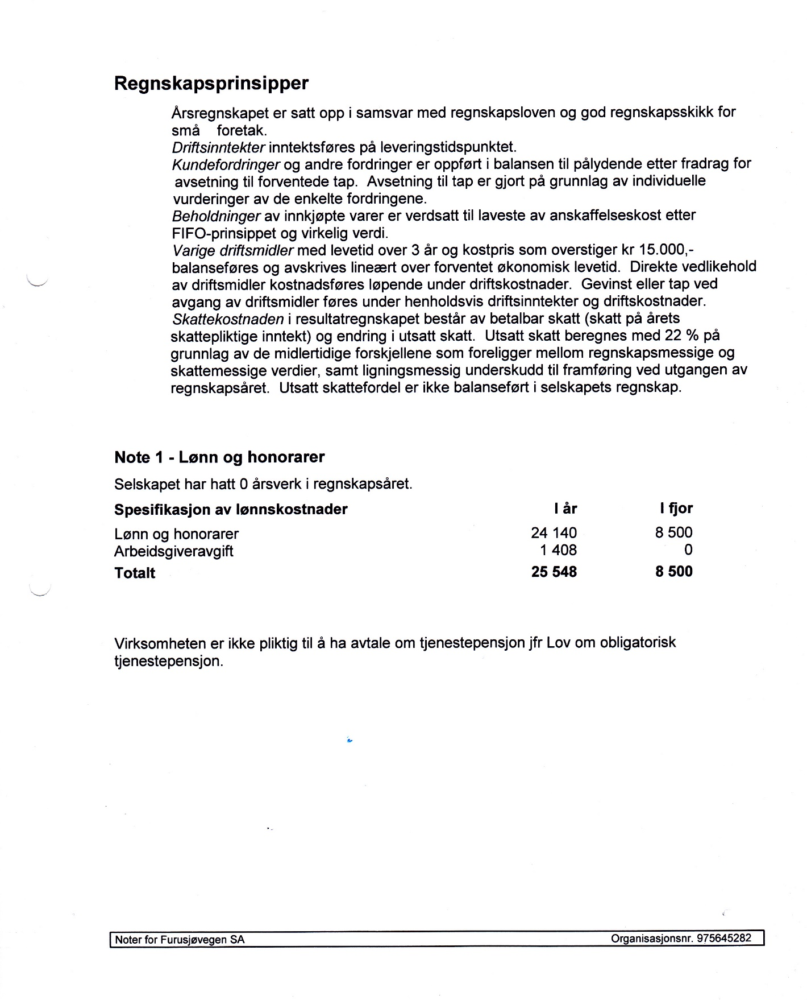 Regnskapsprinsipper
Årsregnskapet er satt opp i samsvar med regnskapsloven og god regnskapsskikk for
små foretak.
Driftsinntekter inntektsføres på leveringstidspunktet.
Kundefordringer og andre fordringer er oppført i balansen til pålydende etter fradrag for
avsetning til forventede tap. Avsetning til tap er gjort på grunnlag av individuelle
vurderinger av de enkelte fordringene.
Beholdninger av innkjøpte varer er verdsatt til laveste av anskaffelseskost etter
FIFO-prinsippet og virkelig verdi.
Varige driftsmidler med levetid over 3 år og kostpris som overstiger kr 15.000,-
balanseføres og avskrives lineært over forventet økonomisk levetid. Direkte vedlikehold
av driftsmidler kostnadsføres løpende under driftskostnader. Gevinst eller tap ved
avgang av driftsmidler føres under henholdsvis driftsinntekter og driftskostnader.
Skattekostnaden i resultatregnskapet består av betalbar skatt (skatt på årets
skattepliktige inntekt) og endring i utsatt skatt. Utsatt skatt beregnes med 22 % på
grunnlag av de midlertidige forskjellene som foreligger mellom regnskapsmessige og
skattemessige verdier, samt ligningsmessig underskudd til framføring ved utgangen av
regnskapsåret. Utsatt skattefordel er ikke balanseført i selskapets regnskap.
Note 1 - Lønn og honorarer
Selskapet har hatt 0 årsverk i regnskapsåret.
Spesifikasjon av lønnskostnader I år I fjor
Lønn og honorarer 24 140 8 500
Arbeidsgiveravgift 1 408 0
Totalt 25 548 8 500
Virksomheten er ikke pliktig til å ha avtale om tjenestepensjon jfr Lov om obligatorisk
tjenestepensjon.
Noter for Furusjøvegen SA Organisasjonsnr. 975645282